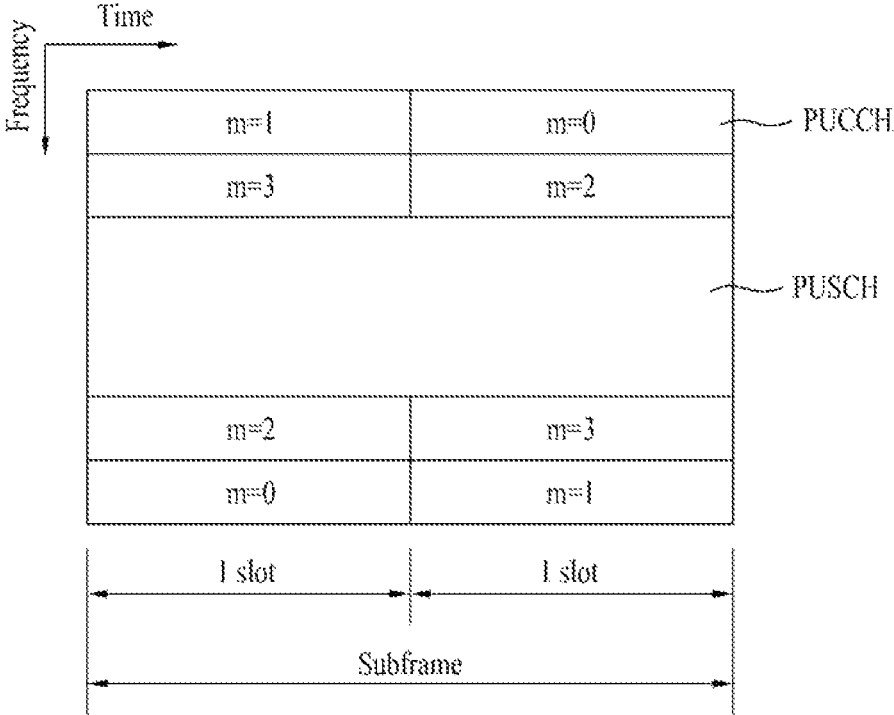 Time
Frequency
m=1 m=0 PUCCH
m=3 m=2
PUSCH
m=2 m=3
m=0 m=1
1 slot 1 slot
Subframe